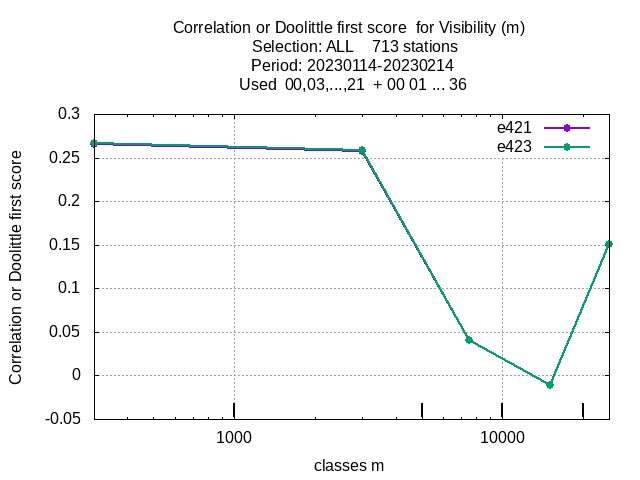 Correlation or Doolittle first score  for Visibility (m)
Selection: ALL    713 stations
Period: 20230114-20230214
Used  00,03,...,21  + 00 01 ... 36
e421
e423
0.3
0.25
0.2
0.15
0.1
0.05
0
-0.05
Correlation or Doolittle first score
1000
10000
classes m